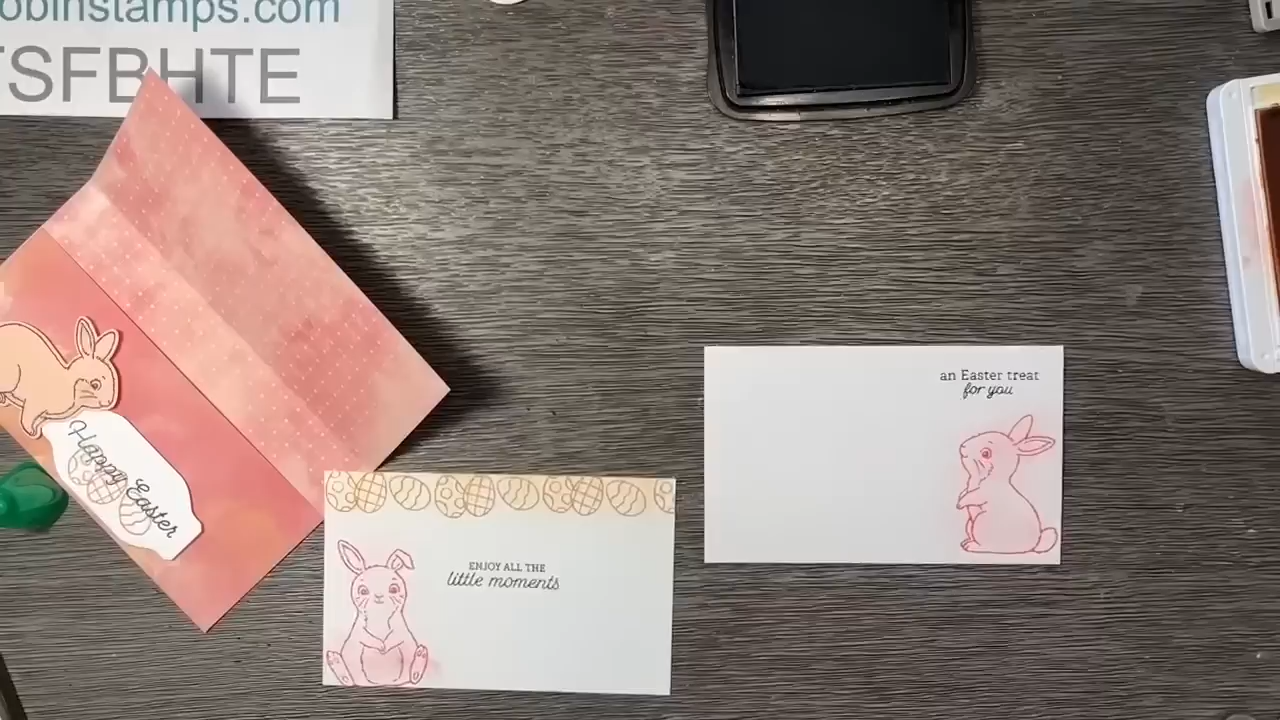 obinstamps.com
TSFBHTE
Happy Easter
an Easter treat
for you
ENJOY ALL THE
little moments